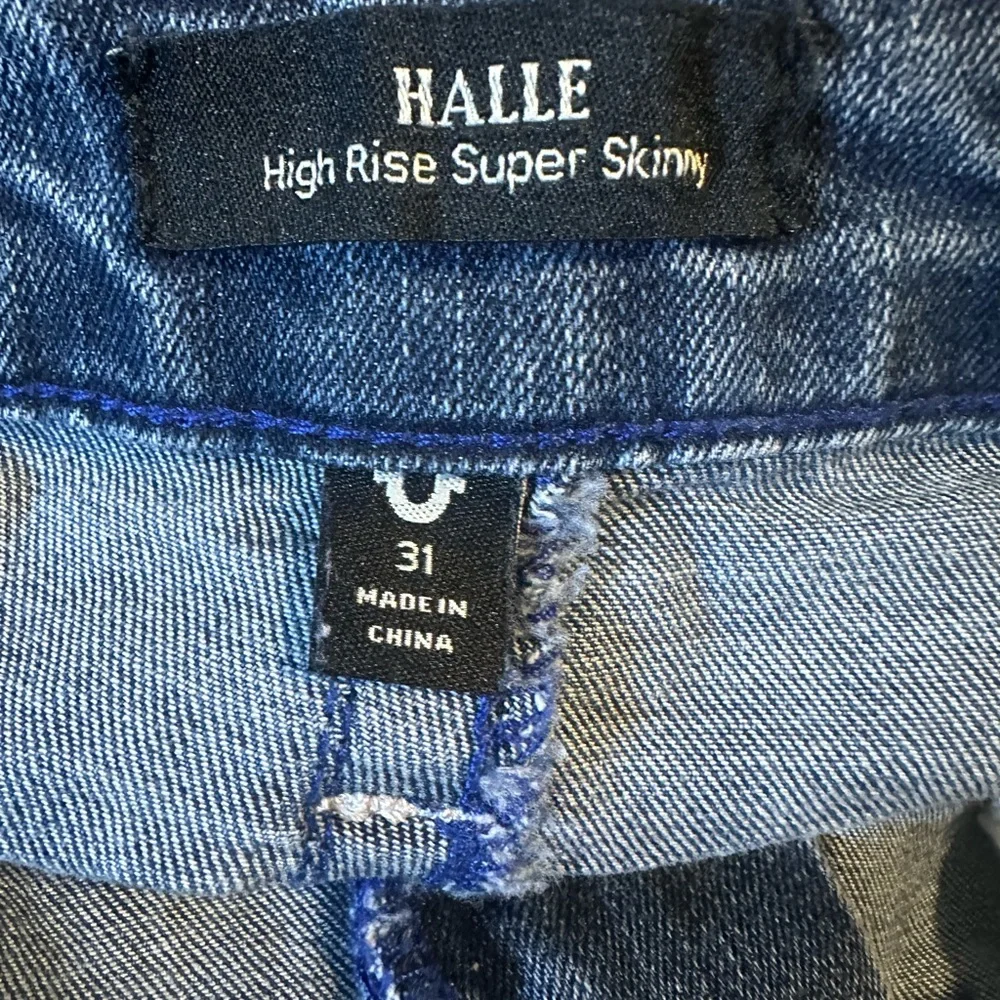 HALLE
High Rise Super Skinny
31
MADE IN
CHINA